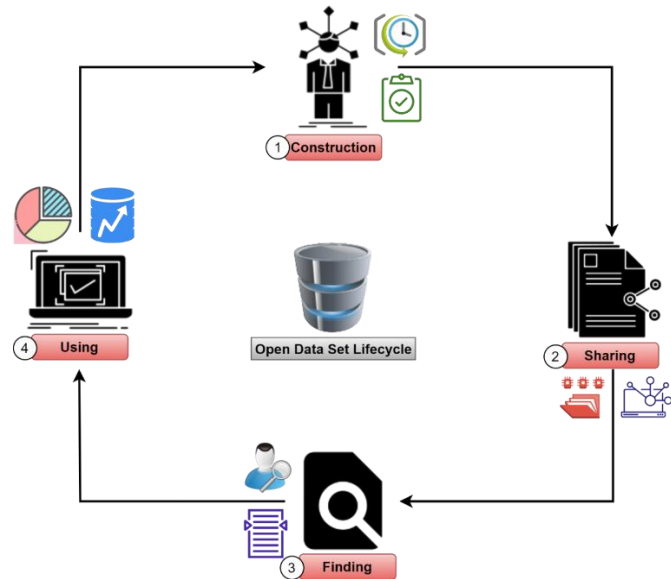 1 Construction
2 Sharing
Open Data Set Lifecycle
4 Using
3 Finding